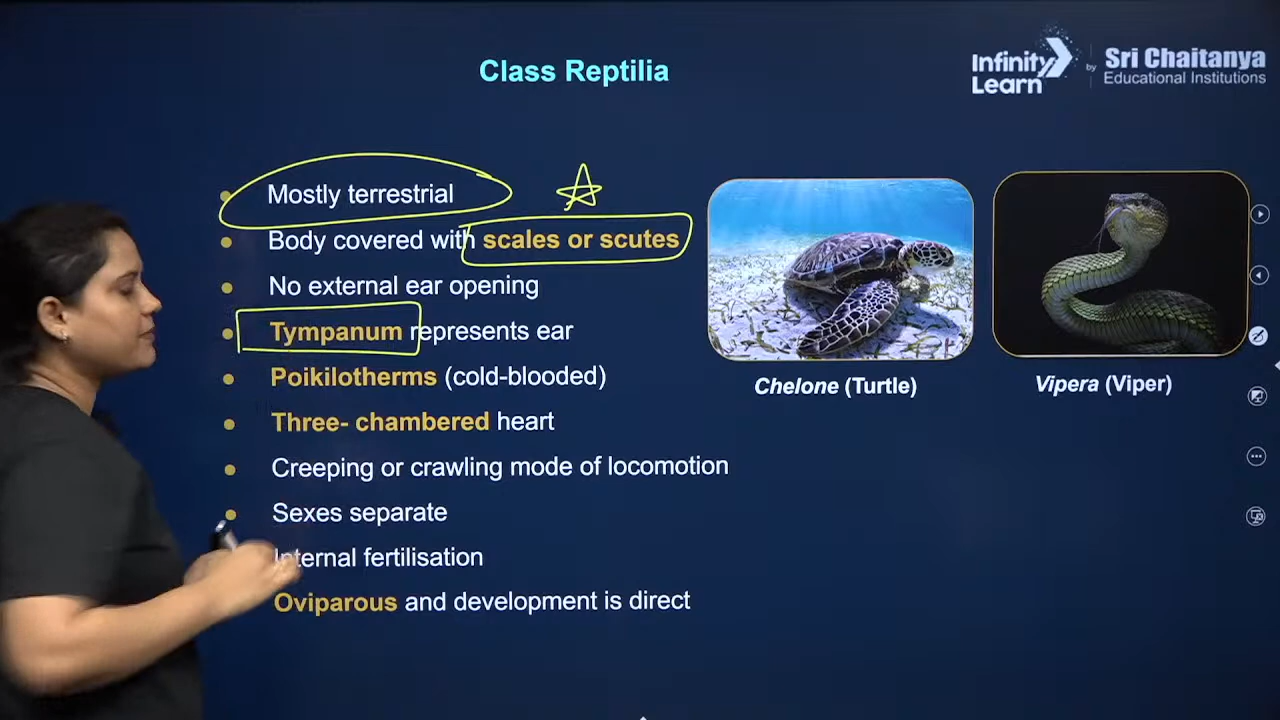 Class Reptilia
Infinity
Learn
by
Sri Chaitanya
Educational Institutions
Mostly terrestrial
Body covered with scales or scutes
No external ear opening
Tympanum represents ear
Poikilotherms (cold-blooded)
Three- chambered heart
Creeping or crawling mode of locomotion
Sexes separate
Internal fertilisation
Oviparous and development is direct
Chelone (Turtle)
Vipera (Viper)